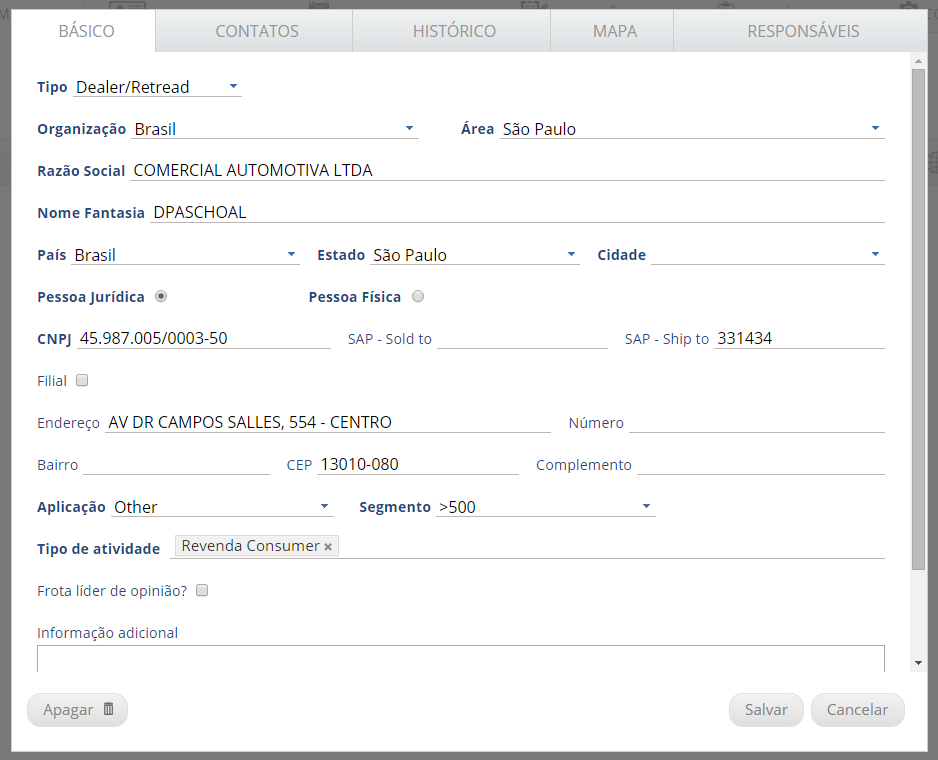 BÁSICO CONTATOS HISTÓRICO MAPA RESPONSÁVEIS
Tipo Dealer/Retread
Organização Brasil Área São Paulo
Razão Social COMERCIAL AUTOMOTIVA LTDA
Nome Fantasia DPASCHOAL
País Brasil Estado São Paulo Cidade
Pessoa Jurídica Pessoa Física
CNPJ 45.987.005/0003-50 SAP - Sold to SAP - Ship to 331434
Filial
Endereço AV DR CAMPOS SALLES, 554 - CENTRO Número
Bairro CEP 13010-080 Complemento
Aplicação Other Segmento >500
Tipo de atividade Revenda Consumer ×
Frota líder de opinião?
Informação adicional
Apagar Salvar Cancelar